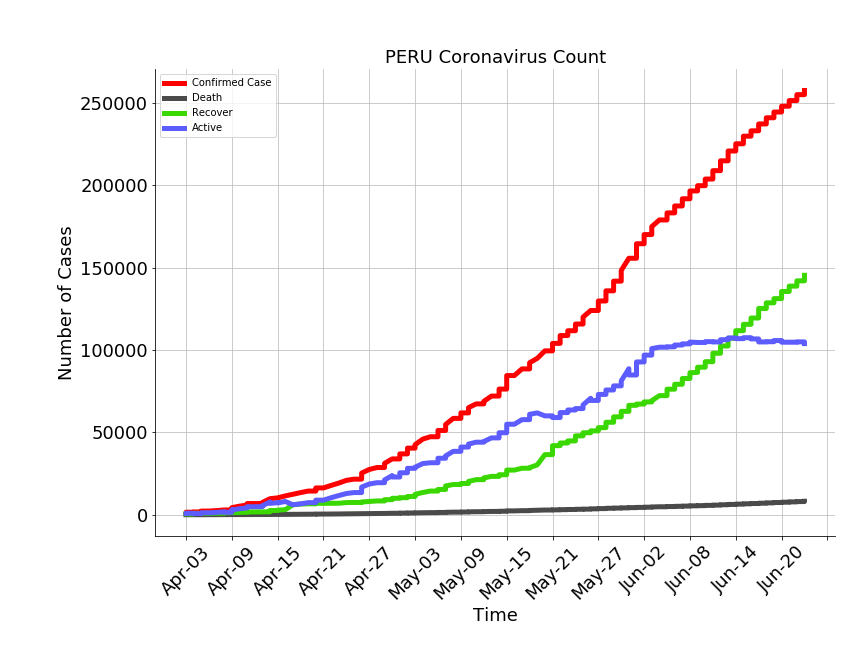 PERU Coronavirus Count
Confirmed Case
Death
Recover
Active
250000
200000
150000
100000
50000
0
Number of Cases
Apr-03
Apr-09
Apr-15
Apr-21
Apr-27
May-03
May-09
May-15
May-21
May-27
Jun-02
Jun-08
Jun-14
Jun-20
Time